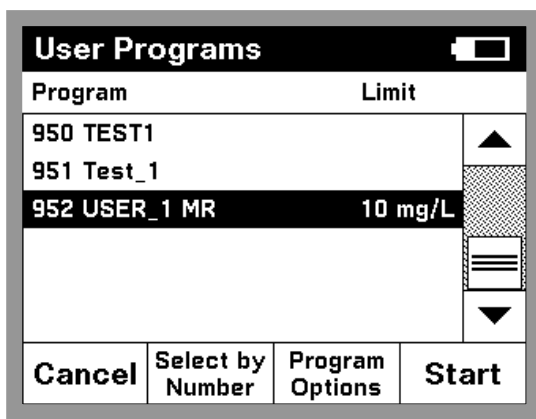 User Programs
Program Limit
950 TEST1
951 Test_1
952 USER_1 MR 10 mg/L
Cancel
Select by
Number
Program
Options
Start